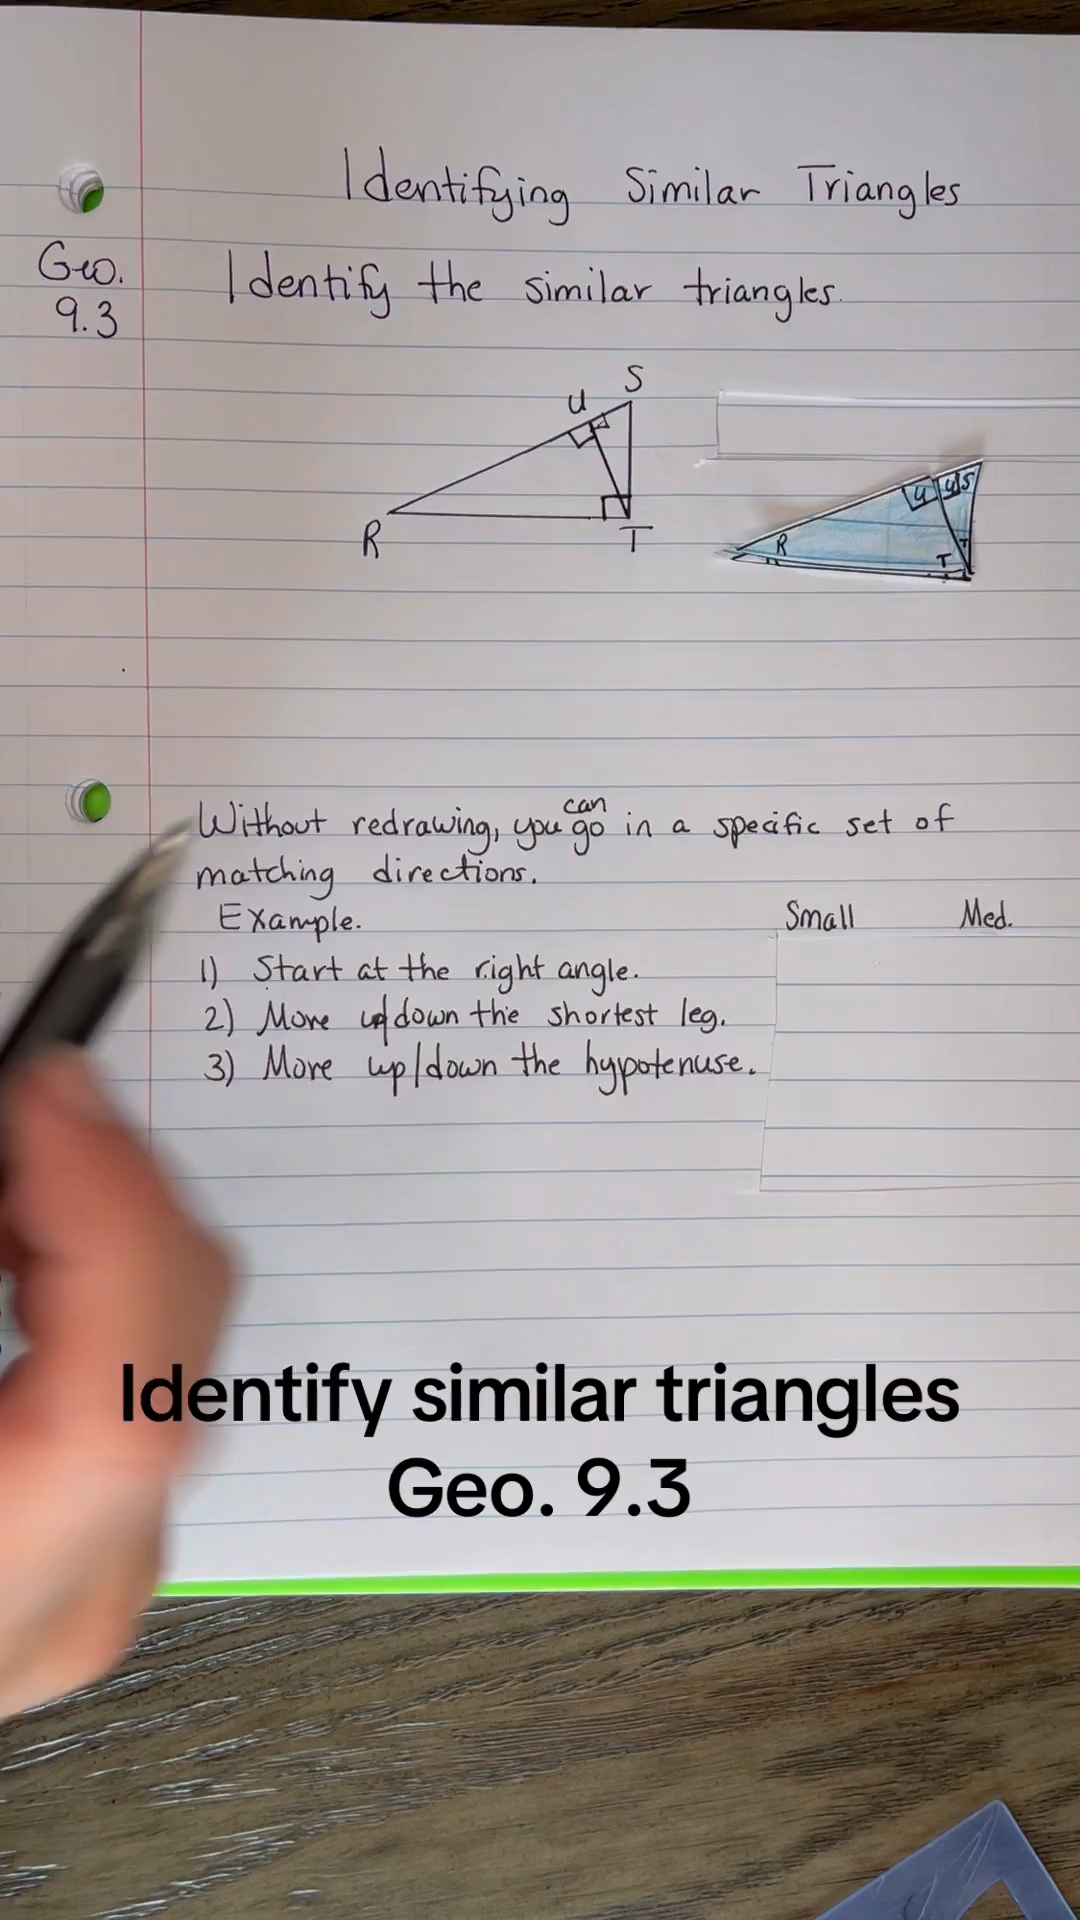 Identifying Similar Triangles
Geo.
9.3
Identify the similar triangles.
S
U
R
T
U
U
S
R
T
T
Without redrawing, you can go in a specific set of
matching directions.
Example.
Small Med.
1) Start at the right angle.
2) Move up/down the shortest leg.
3) Move up/down the hypotenuse.
Identify similar triangles
Geo. 9.3